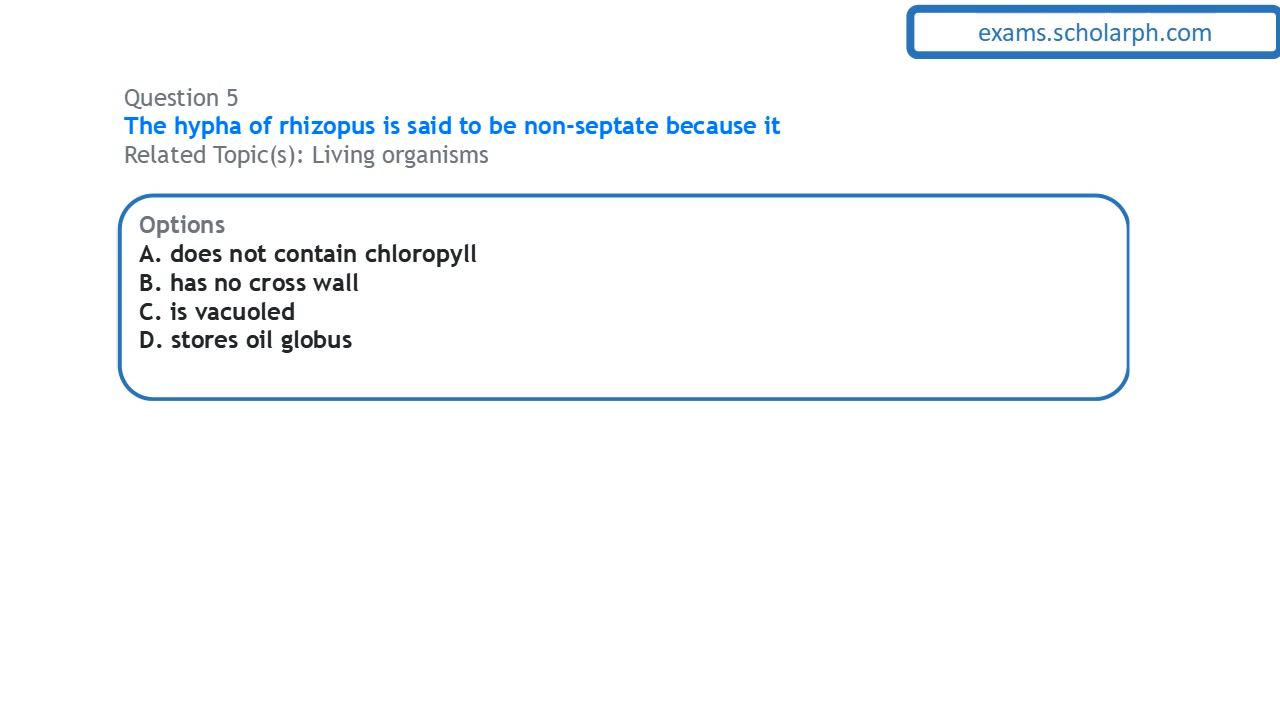 exams.scholarph.com
Question 5
The hypha of rhizopus is said to be non-septate because it
Related Topic(s): Living organisms
Options
A. does not contain chloropyll
B. has no cross wall
C. is vacuoled
D. stores oil globus